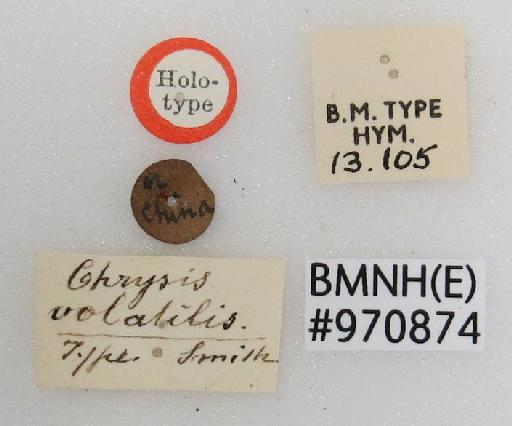 Holo-
type
B.M. TYPE
HYM.
13.105
N
China
Chrysis
volatilis.
Type. Smith.
BMNH(E)
#970874